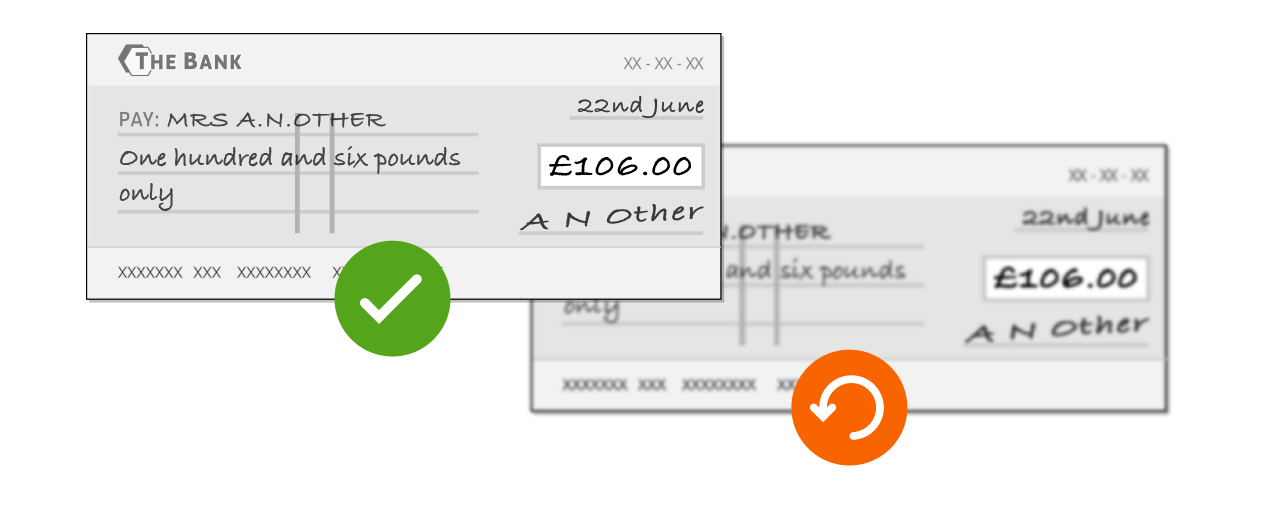 THE BANK
XX - XX - XX
22nd June
PAY: MRS A.N.OTHER
One hundred and six pounds
£106.00
only
A N Other
XXXXXXX XXX XXXXXXXX
XX - XX - XX
22nd June
.OTHER
and six pounds
£106.00
only
A N Other
XXXXXXX XXX XXXXXXXX XX